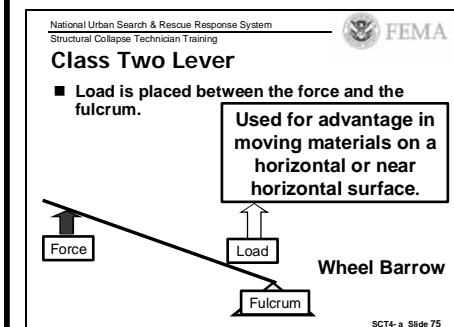 National Urban Search & Rescue Response System
Structural Collapse Technician Training
FEMA
Class Two Lever
■ Load is placed between the force and the
fulcrum.
Used for advantage in
moving materials on a
horizontal or near
horizontal surface.
Force
Load
Wheel Barrow
Fulcrum
SCT4- a Slide 75